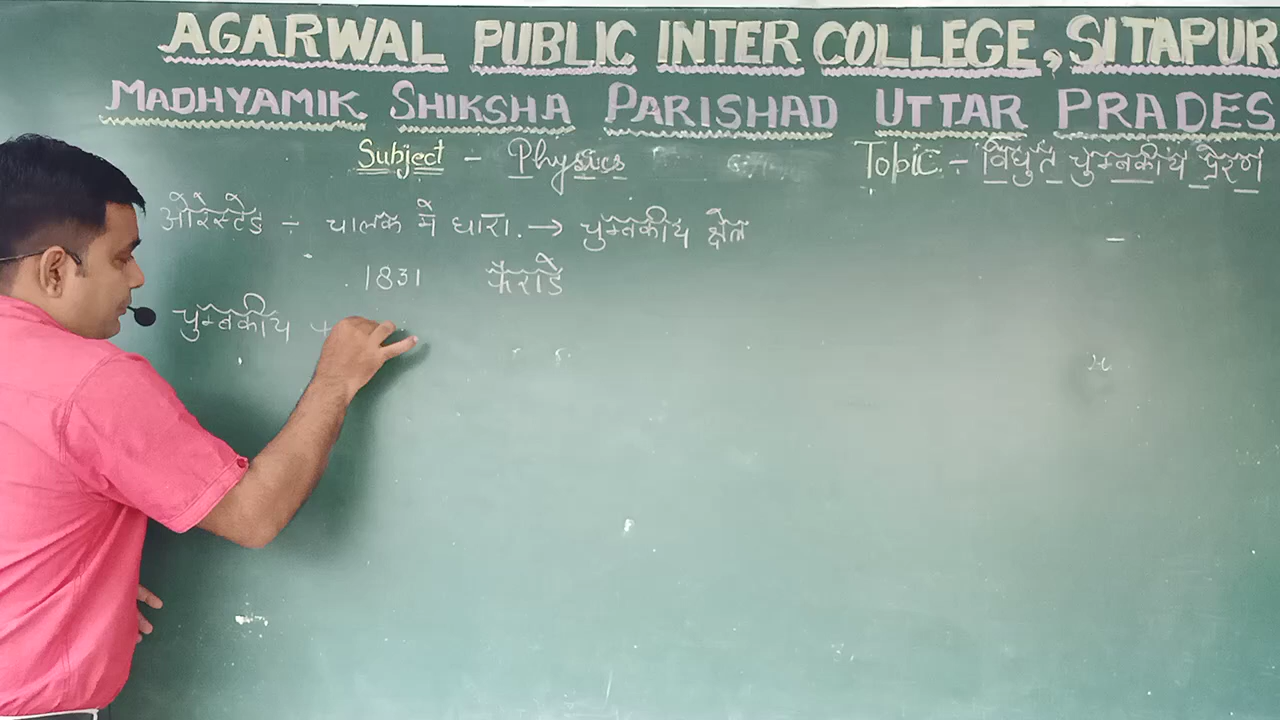 AGARWAL PUBLIC INTER COLLEGE, SITAPUR
MADHYAMIK SHIKSHA PARISHAD UTTAR PRADES
Subject - Physics Topic - विद्युत चुम्बकीय प्रेरण
ओरेस्टेड - चालक में धारा. → चुम्बकीय क्षेत्र
1831 फैराडे
चुम्बकीय